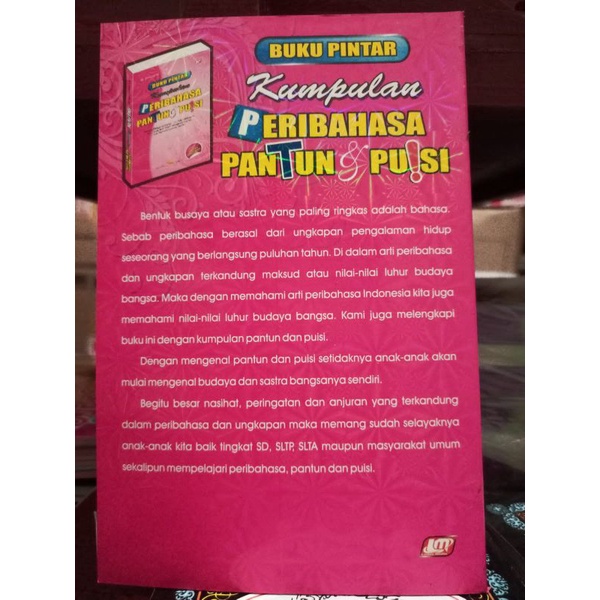 BUKU PINTAR
Kumpulan
PERIBAHASA
PANTUN & PUISI
BUKU PINTAR
Kumpulan
PERIBAHASA
PANTUN & PUISI
Bentuk busaya atau sastra yang paling ringkas adalah bahasa.
Sebab peribahasa berasal dari ungkapan pengalaman hidup
seseorang yang berlangsung puluhan tahun. Di dalam arti peribahasa
dan ungkapan terkandung maksud atau nilai-nilai luhur budaya
bangsa. Maka dengan memahami arti peribahasa Indonesia kita juga
memahami nilai-nilai luhur budaya bangsa. Kami juga melengkapi
buku ini dengan kumpulan pantun dan puisi.
Dengan mengenal pantun dan puisi setidaknya anak-anak akan
mulai mengenal budaya dan sastra bangsanya sendiri.
Begitu besar nasihat, peringatan dan anjuran yang terkandung
dalam peribahasa dan ungkapan maka memang sudah selayaknya
anak-anak kita baik tingkat SD, SLTP, SLTA maupun masyarakat umum
sekalipun mempelajari peribahasa, pantun dan puisi.